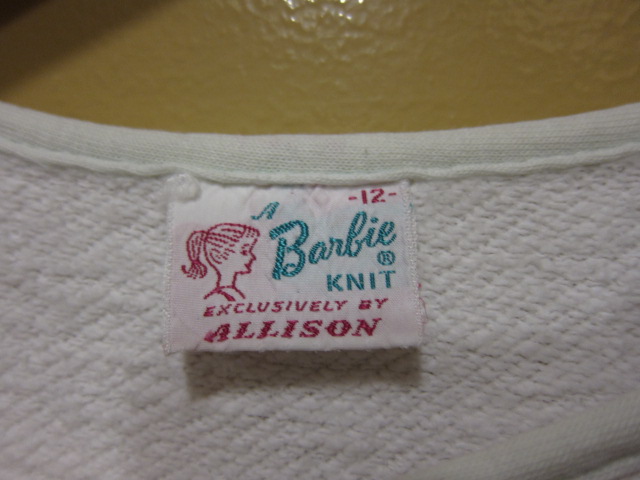 -12-
A
Barbie®
KNIT
EXCLUSIVELY BY
ALLISON